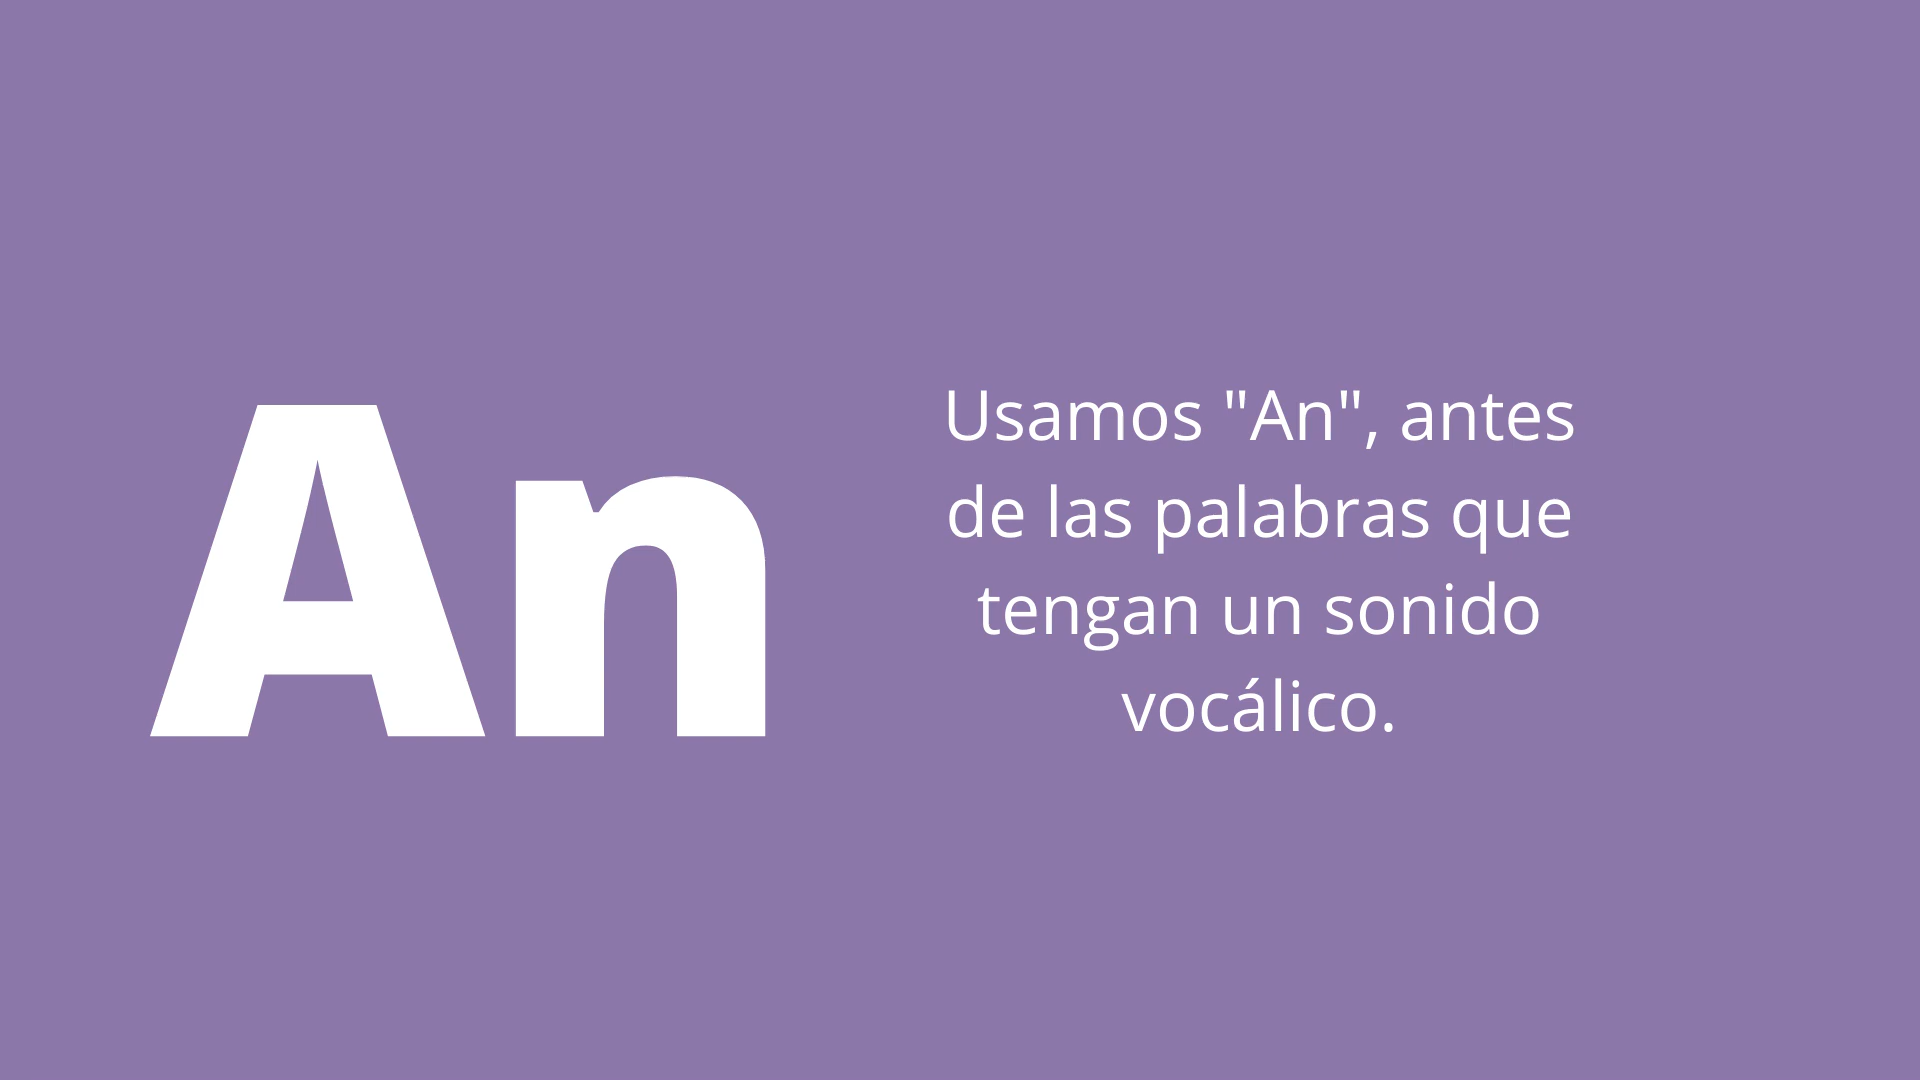 An
Usamos "An", antes
de las palabras que
tengan un sonido
vocálico.